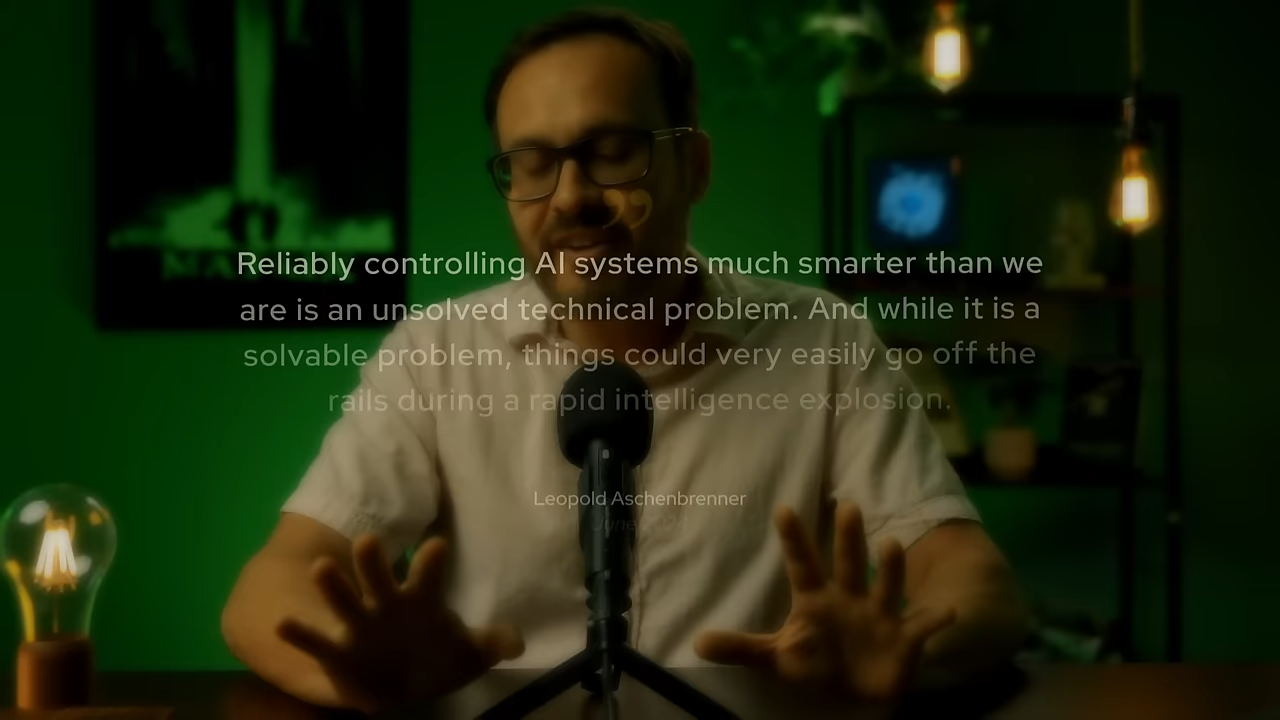 Reliably controlling AI systems much smarter than we
are is an unsolved technical problem. And while it is a
solvable problem, things could very easily go off the
rails during a rapid intelligence explosion.
Leopold Aschenbrenner